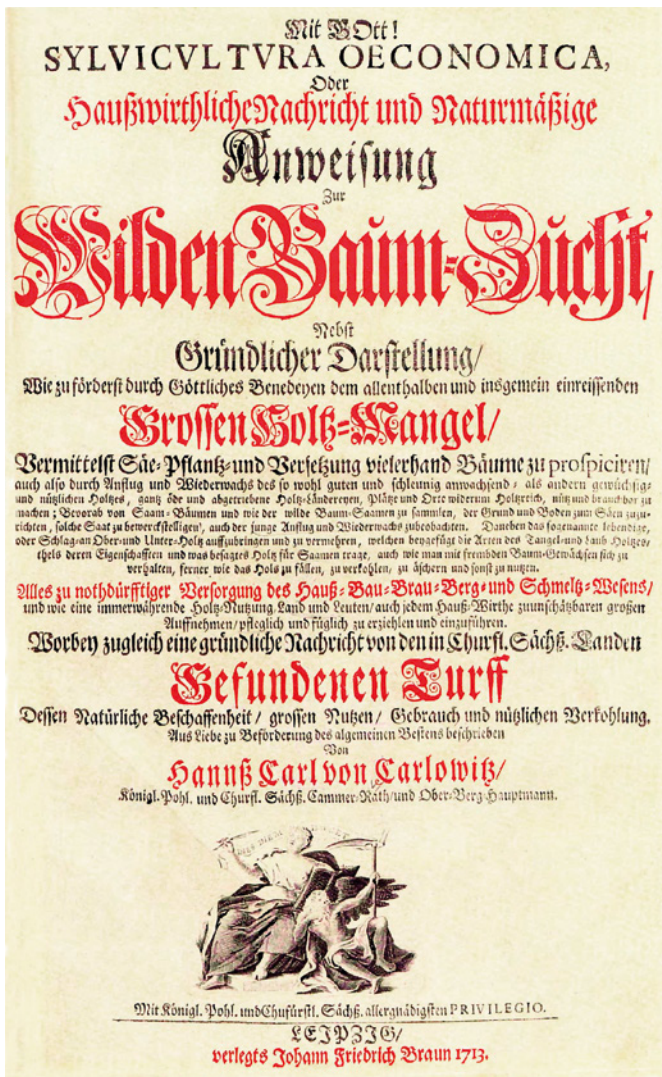 Mit GOtt!
SYLVICVLTVRA OECONOMICA,
Oder
Haußwirthliche Nachricht und Naturmäßige
Anweisung
Zur
Wilden Baum-Zucht,
Nebst
Gründlicher Darstellung/
Wie zu förderst durch Göttliches Benedeyen dem allenthalben und insgemein einreissenden
Grossen Holtz-Mangel/
Vermittelst Säe- Pflantz- und Versetzung vielerhand Bäume zu prospiciren/
auch also durch Anflug und Wiederwachs des so wohl guten und schleunig anwachsend- als andern gewüchsig-
und nützlichen Holtzes, gantz öde und abgetriebene Holtz-Ländereyen, Plätze und Orte widerum Holtzreich, nütz und brauchbar zu
machen; Bevorab von Saam-Bäumen und wie der wilde Baum-Saamen zu sammlen, der Grund und Boden zum Säen zuzu-
richten, solche Saat zu bewerckstelligen, auch der junge Anflug und Wiederwachs zubeobachten. Daneben das sogenannte lebendige,
oder Schlag-an Ober- und Unter-Holtz auffzubringen und zu vermehren, welchen beygefügt die Arten des Tangel- und Laub-Holtzes,
theils deren Eigenschafften und was besagtes Holtz für Saamen trage, auch wie man mit frembden Baum-Gewächsen sich zu
verhalten, ferner wie das Holtz zu fällen, zu verkohlen, zu äschern und sonst zu nutzen.
Alles zu nothdürfftiger Versorgung des Hauß- Bau- Brau- Berg- und Schmeltz-Wesens/
und wie eine immerwährende Holtz-Nutzung, Land und Leuten/ auch jedem Hauß-Wirthe zu unschätzbaren großen
Auffnehmen/ pfleglich und füglich zu erziehlen und einzuführen.
Worbey zugleich eine gründliche Nachricht von den in Churfl. Sächß. Landen
Gefundenen Turff
Dessen Natürliche Beschaffenheit/ grossen Nutzen/ Gebrauch und nützlichen Verkohlung.
Aus Liebe zu Beförderung des algemeinen Bestens beschrieben
Von
Hannß Carl von Carlowitz/
Königl. Pohl. und Churfl. Sächß. Cammer-Rath/ und Ober-Berg-Hauptmann.
Mit Königl. Pohl. und Chufürstl. Sächß. allergnädigsten PRIVILEGIO.
LEIPZIG/
verlegts Johann Friedrich Braun 1713.